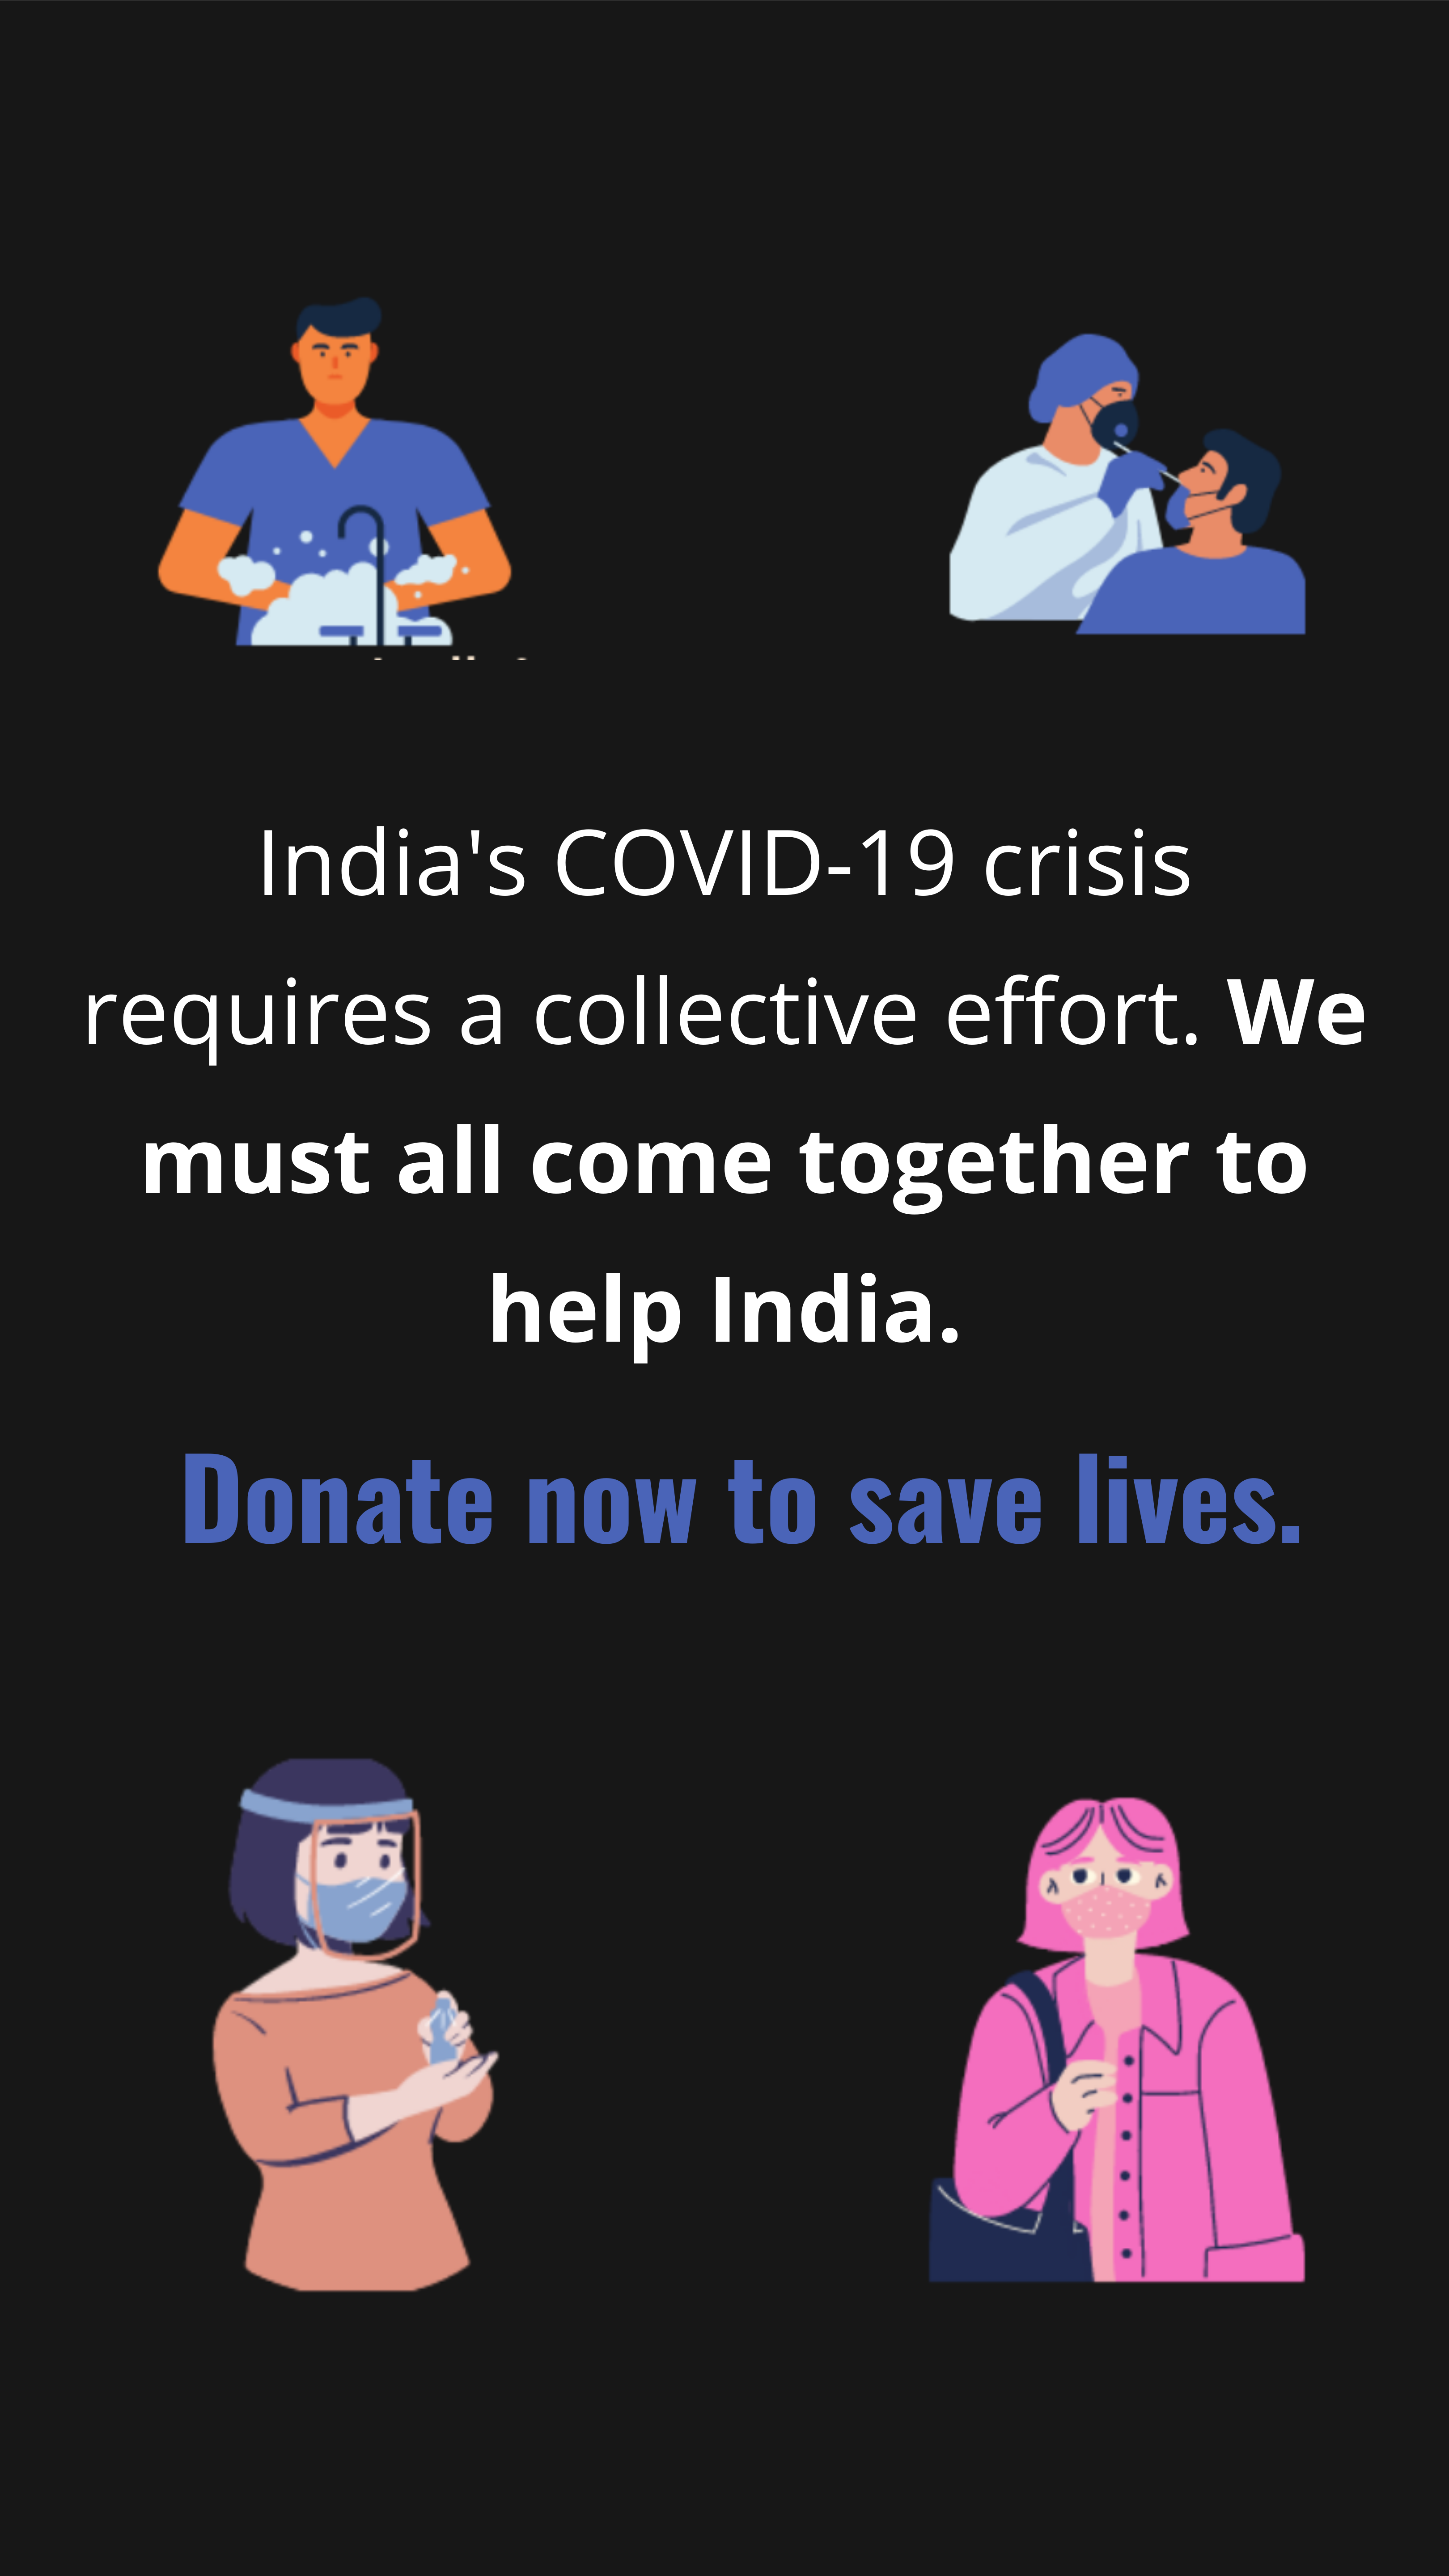 India's COVID-19 crisis
requires a collective effort. We
must all come together to
help India.
Donate now to save lives.